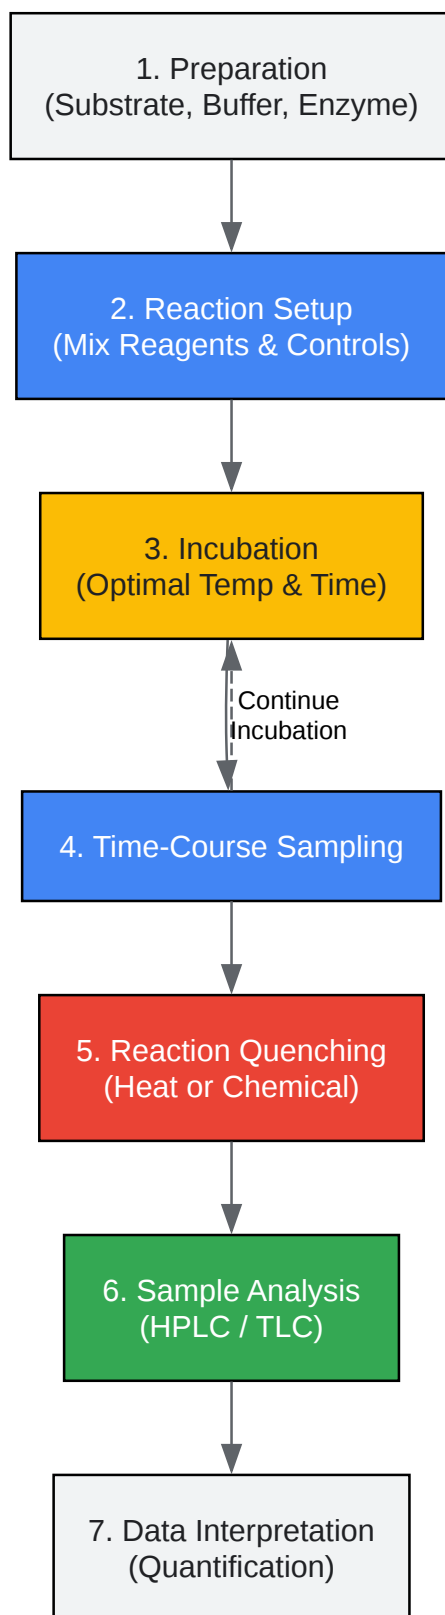 1. Preparation
(Substrate, Buffer, Enzyme)
2. Reaction Setup
(Mix Reagents & Controls)
3. Incubation
(Optimal Temp & Time)
Continue
Incubation
4. Time-Course Sampling
5. Reaction Quenching
(Heat or Chemical)
6. Sample Analysis
(HPLC / TLC)
7. Data Interpretation
(Quantification)